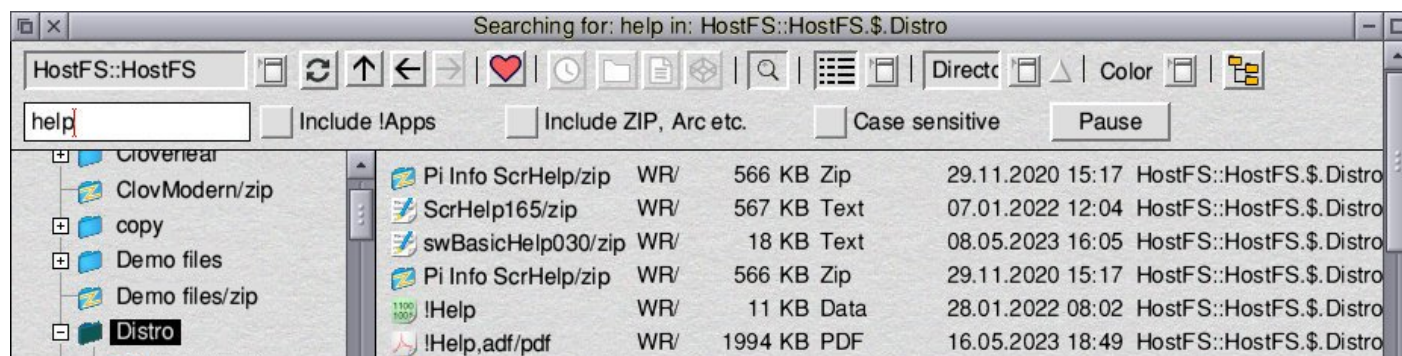 Searching for: help in: HostFS::HostFS.$.Distro
HostFS::HostFS Directo Color
help Include !Apps Include ZIP, Arc etc. Case sensitive Pause
Cloverleaf
ClovModern/zip
copy
Demo files
Demo files/zip
Distro
Pi Info ScrHelp/zip WR/ 566 KB Zip 29.11.2020 15:17 HostFS::HostFS.$.Distro
ScrHelp165/zip WR/ 567 KB Text 07.01.2022 12:04 HostFS::HostFS.$.Distro
swBasicHelp030/zip WR/ 18 KB Text 08.05.2023 16:05 HostFS::HostFS.$.Distro
Pi Info ScrHelp/zip WR/ 566 KB Zip 29.11.2020 15:17 HostFS::HostFS.$.Distro
!Help WR/ 11 KB Data 28.01.2022 08:02 HostFS::HostFS.$.Distro
!Help,adf/pdf WR/ 1994 KB PDF 16.05.2023 18:49 HostFS::HostFS.$.Distro